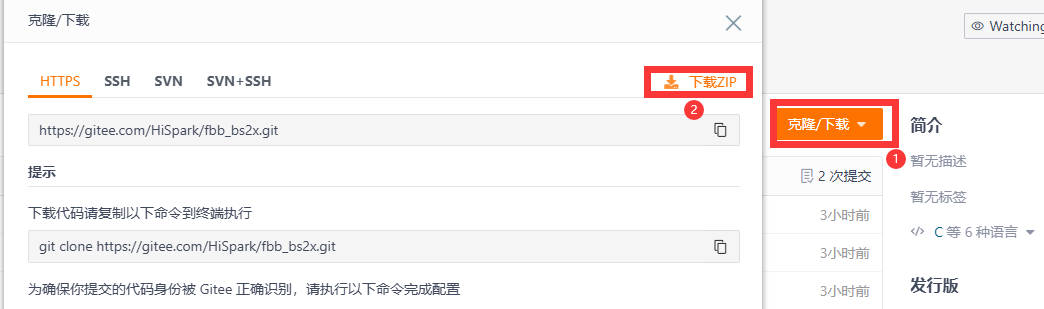 克隆/下载
HTTPS SSH SVN SVN+SSH
下载ZIP
2
https://gitee.com/HiSpark/fbb_bs2x.git
提示
下载代码请复制以下命令到终端执行
git clone https://gitee.com/HiSpark/fbb_bs2x.git
为确保你提交的代码身份被 Gitee 正确识别，请执行以下命令完成配置
Watching
克隆/下载
1
2 次提交
3小时前
3小时前
3小时前
简介
暂无描述
暂无标签
C 等 6 种语言
发行版